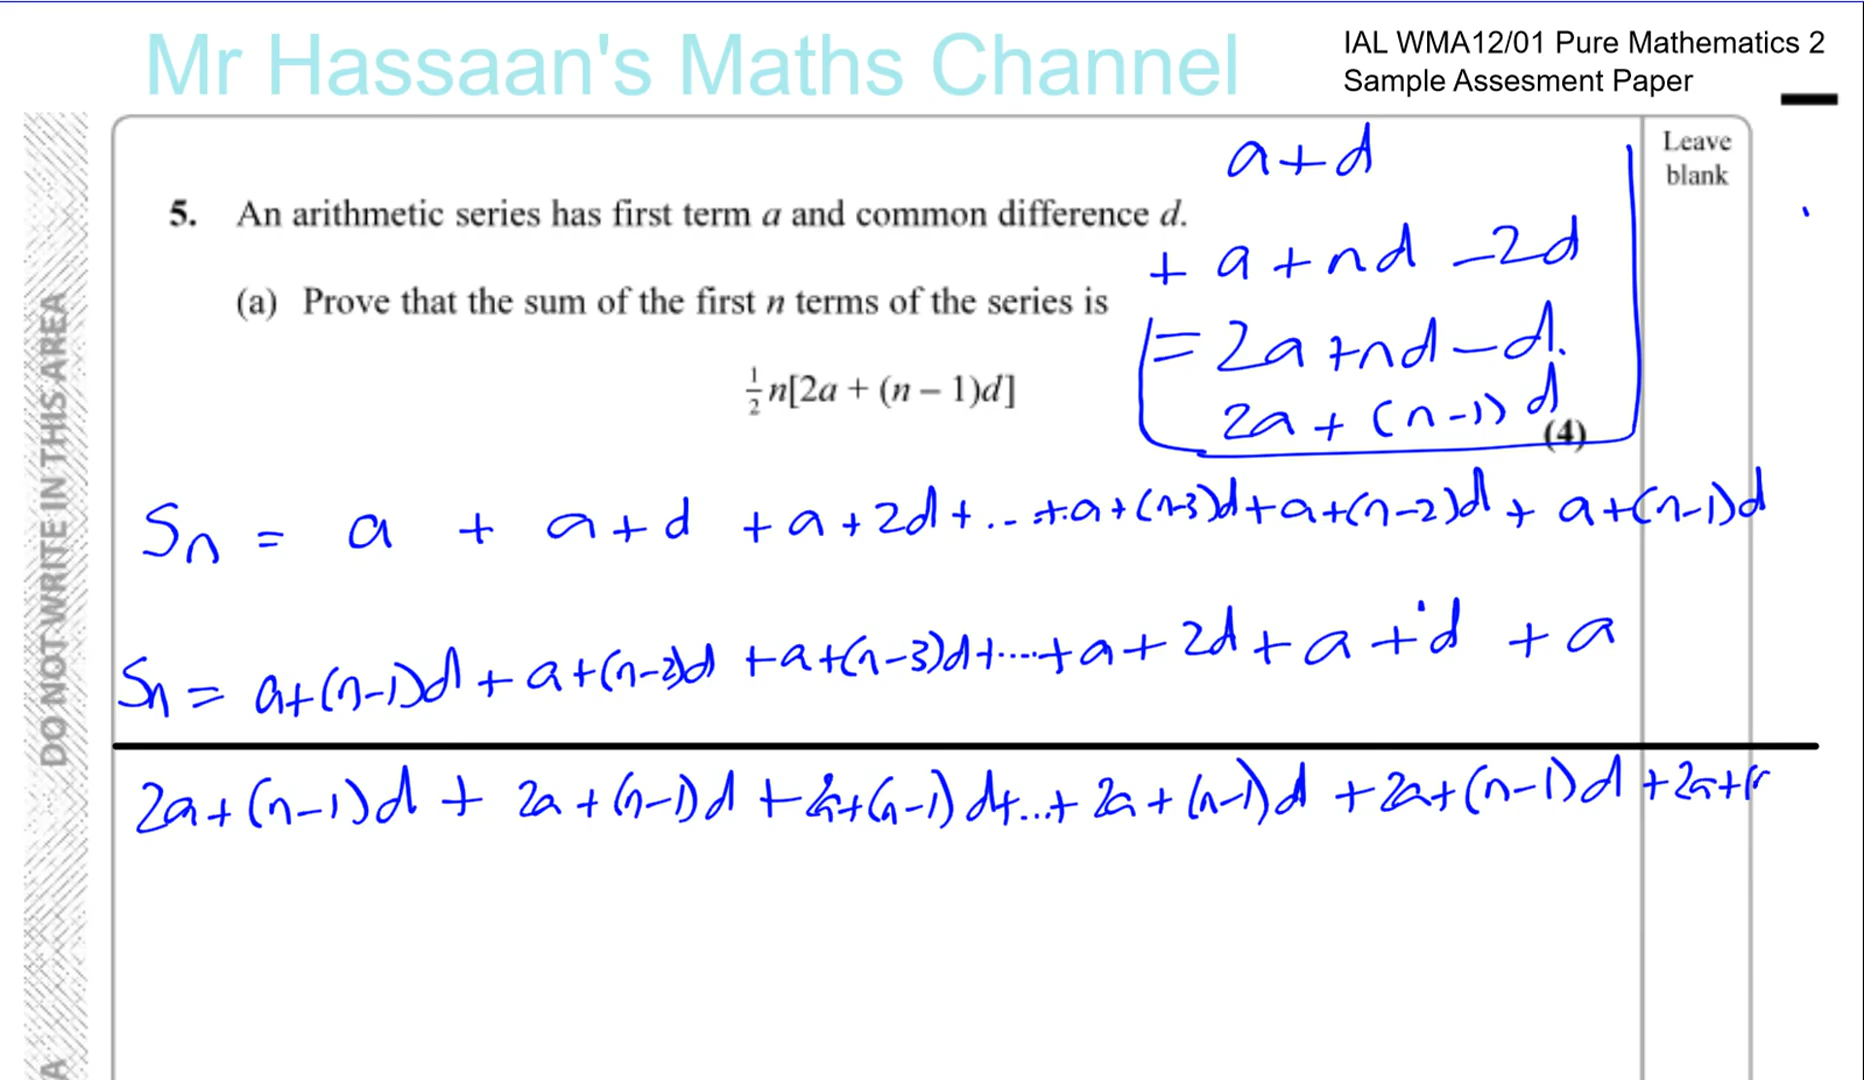 Mr Hassaan's Maths Channel
IAL WMA12/01 Pure Mathematics 2
Sample Assesment Paper
Leave
blank
DO NOT WRITE IN THIS AREA
5. An arithmetic series has first term a and common difference d.
(a) Prove that the sum of the first n terms of the series is
½n[2a + (n – 1)d]
(4)
a+d
+ a+nd -2d
= 2a+nd-d.
2a+(n-1)d
Sn = a + a+d +a+2d+...+a+(n-3)d+a+(n-2)d + a+(n-1)d
Sn = a+(n-1)d+a+(n-2)d +a+(n-3)d+....+a+2d+a+d + a
2a+(n-1)d + 2a+(n-1)d +2a+(n-1)d+...+ 2a+(n-1)d +2a+(n-1)d +2a+(n
A